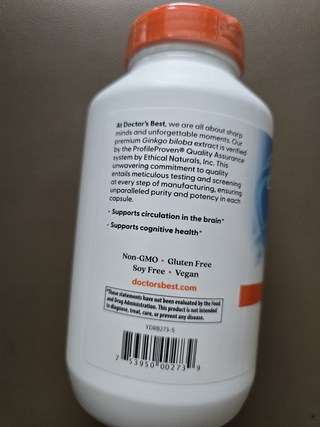 At Doctor's Best, we are all about sharp
minds and unforgettable moments. Our
premium Ginkgo biloba extract is verified
by the ProfileProven® Quality Assurance
system by Ethical Naturals, Inc. This
unwavering commitment to quality
entails meticulous testing and screening
at every step of manufacturing, ensuring
unparalleled purity and potency in each
capsule.
• Supports circulation in the brain*
• Supports cognitive health*
Non-GMO • Gluten Free
Soy Free • Vegan
doctorsbest.com
*These statements have not been evaluated by the Food
and Drug Administration. This product is not intended
to diagnose, treat, cure, or prevent any disease.
YDRB273-5
7 53950 00273 9